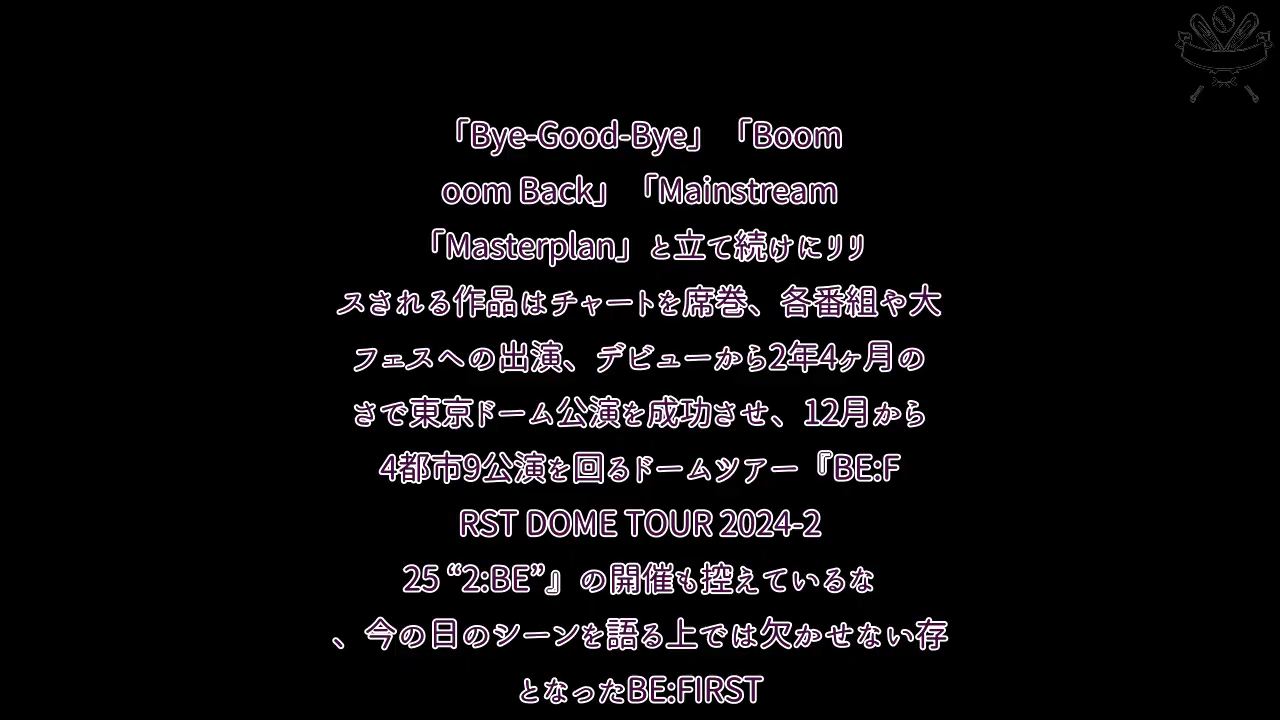 「Bye-Good-Bye」「Boom
oom Back」「Mainstream
「Masterplan」と立て続けにリリ
スされる作品はチャートを席巻、各番組や大
フェスへの出演、デビューから2年4ヶ月の
さで東京ドーム公演を成功させ、12月から
4都市9公演を回るドームツアー『BE:F
RST DOME TOUR 2024-2
25 “2:BE”』の開催も控えているな
、今の日のシーンを語る上では欠かせない存
となったBE:FIRST